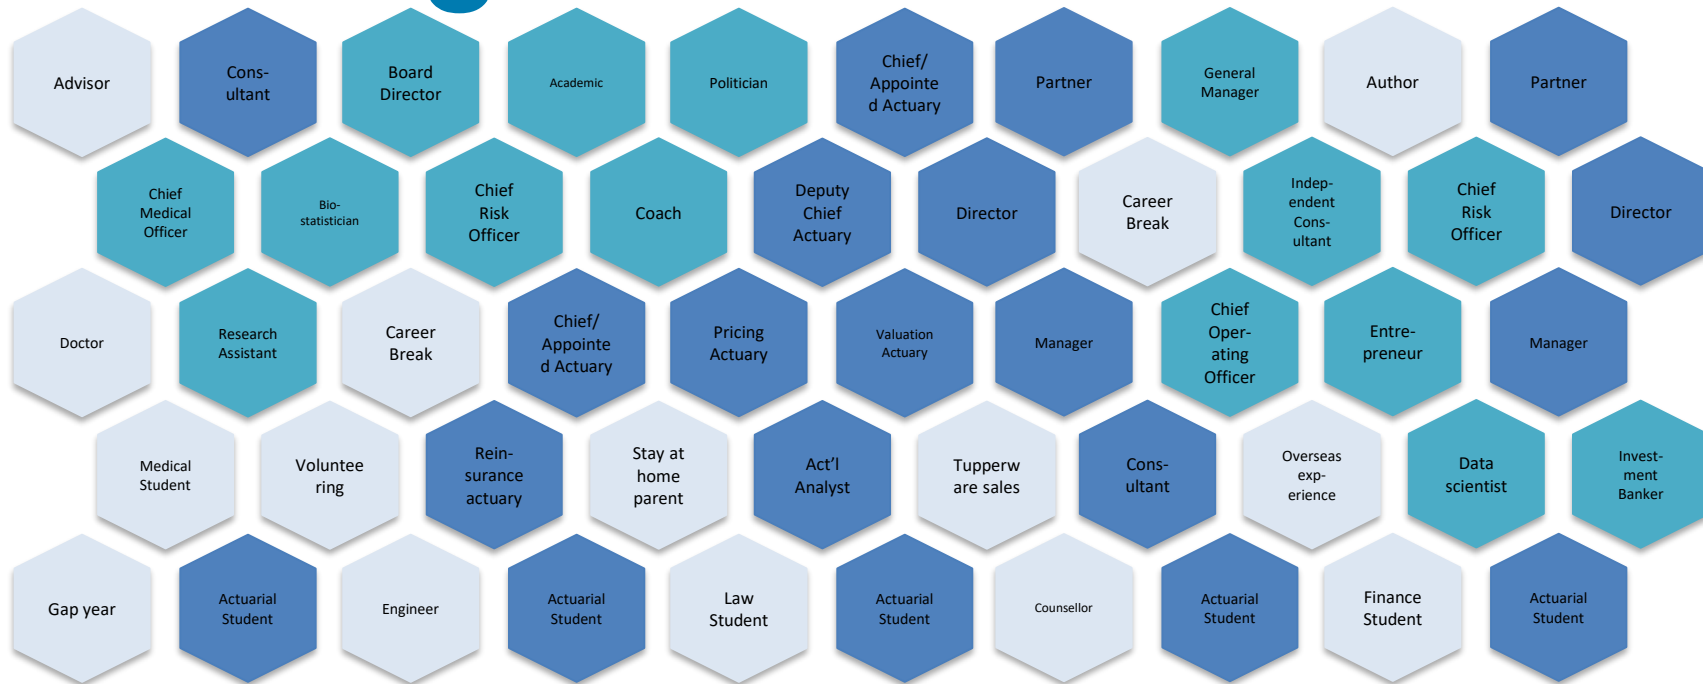 Advisor
Cons-
ultant
Board
Director
Academic
Politician
Chief/
Appointe
d Actuary
Partner
General
Manager
Author
Partner
Chief
Medical
Officer
Bio-
statistician
Chief
Risk
Officer
Coach
Deputy
Chief
Actuary
Director
Career
Break
Indep-
endent
Cons-
ultant
Chief
Risk
Officer
Director
Doctor
Research
Assistant
Career
Break
Chief/
Appointe
d Actuary
Pricing
Actuary
Valuation
Actuary
Manager
Chief
Oper-
ating
Officer
Entre-
preneur
Manager
Medical
Student
Voluntee
ring
Rein-
surance
actuary
Stay at
home
parent
Act’l
Analyst
Tupperw
are sales
Cons-
ultant
Overseas
exp-
erience
Data
scientist
Invest-
ment
Banker
Gap year
Actuarial
Student
Engineer
Actuarial
Student
Law
Student
Actuarial
Student
Counsellor
Actuarial
Student
Finance
Student
Actuarial
Student